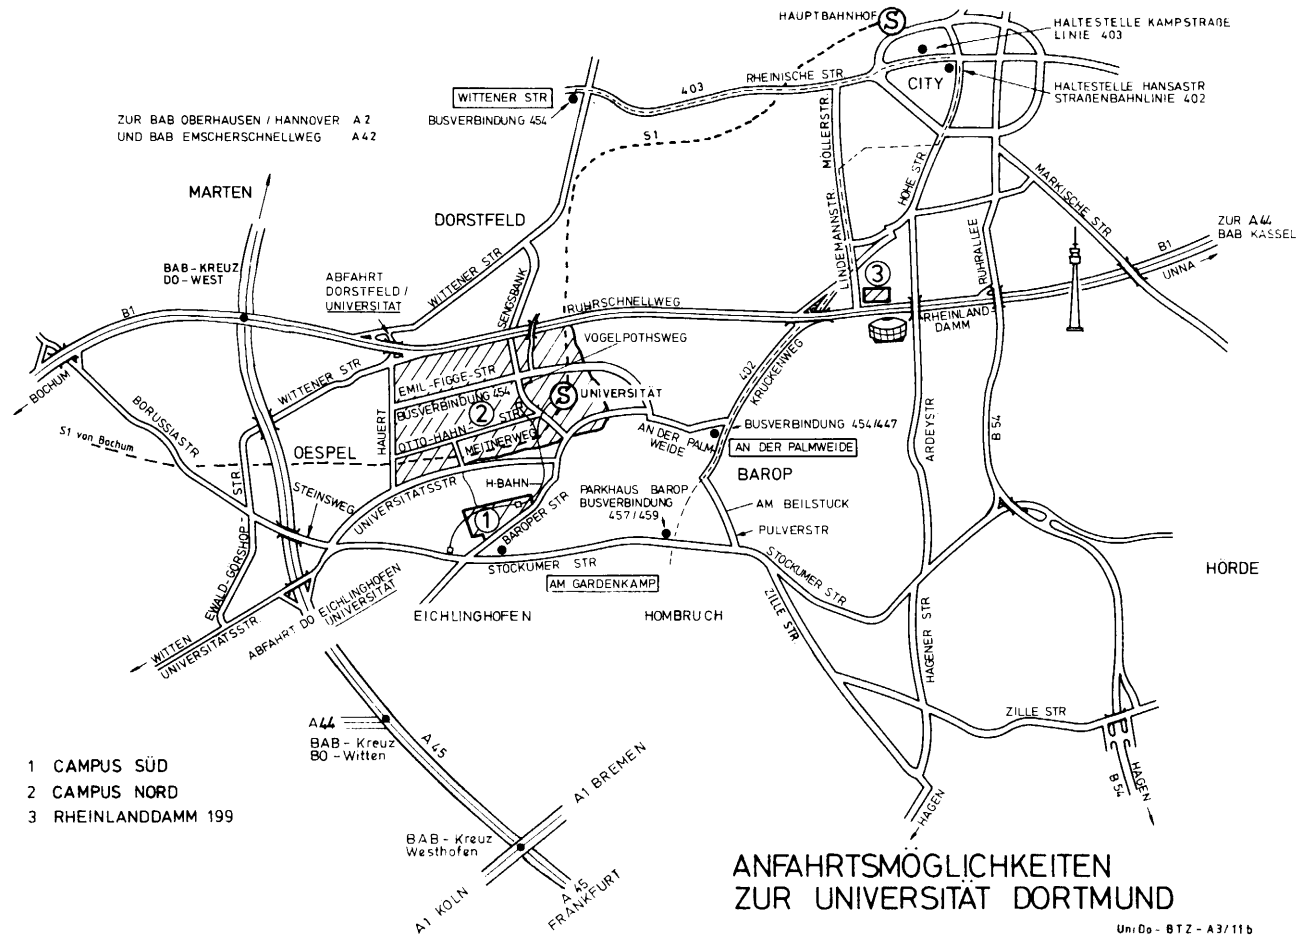 HAUPTBAHNHOF
S
HALTESTELLE KAMPSTRAßE
LINIE 403
RHEINISCHE STR
403
CITY
HALTESTELLE HANSASTR
STRAßENBAHNLINIE 402
WITTENER STR
BUSVERBINDUNG 454
ZUR BAB OBERHAUSEN / HANNOVER A 2
UND BAB EMSCHERSCHNELLWEG A 42
S1
MÖLLERSTR
HOHE STR
MÄRKISCHE STR
MARTEN
DORSTFELD
LINDEMANNSTR
RUHRALLEE
ZUR A 44
BAB KASSEL
B1
UNNA
BAB-KREUZ
DO-WEST
ABFAHRT
DORSTFELD /
UNIVERSITÄT
WITTENER STR
SENGSBANK
3
B1
RUHRSCHNELLWEG
RHEINLAND-
DAMM
VOGELPOTHSWEG
BOCHUM
WITTENER STR
EMIL-FIGGE-STR
BUSVERBINDUNG 454
2
S
UNIVERSITÄT
402
KRUCKENWEG
BORUSSIASTR
HAUERT
OTTO-HAHN-STR
MEITNERWEG
AN DER PALM-
WEIDE
BUSVERBINDUNG 454/447
AN DER PALMWEIDE
ARDEYSTR
B 54
S1 von Bochum
OESPEL
BAROP
STEINSWEG
UNIVERSITÄTSSTR
H-BAHN
1
BAROPER STR
PARKHAUS BAROP
BUSVERBINDUNG
457/459
AM BEILSTÜCK
PULVERSTR
EWALD-GÖRSHOP-STR
STOCKUMER STR
AM GARDENKAMP
STOCKUMER STR
HÖRDE
WITTEN
UNIVERSITÄTSSTR
ABFAHRT DO EICHLINGHOFEN
UNIVERSITÄT
EICHLINGHOFEN
HOMBRUCH
ZILLE STR
HAGENER STR
ZILLE STR
A44
BAB-Kreuz
BO-Witten
A 45
1 CAMPUS SÜD
2 CAMPUS NORD
3 RHEINLANDDAMM 199
A1 BREMEN
HAGEN
B 54
HAGEN
BAB-Kreuz
Westhofen
A1 KÖLN
A 45
FRANKFURT
ANFAHRTSMÖGLICHKEITEN
ZUR UNIVERSITÄT DORTMUND
UniDo - BTZ - A3/11b